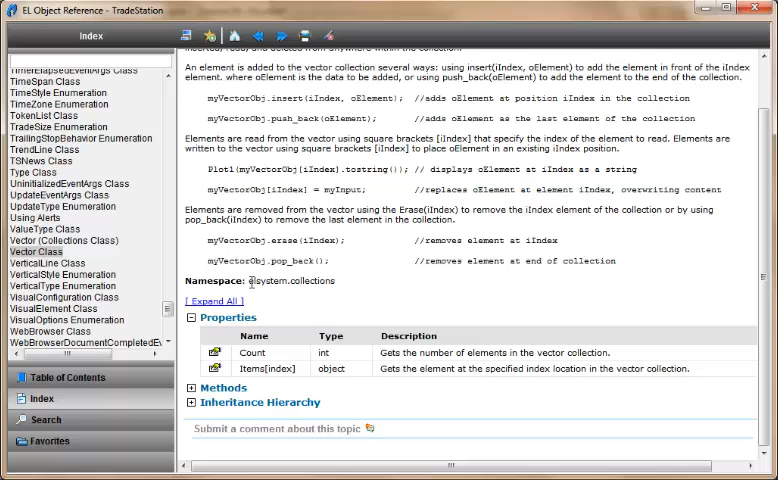 EL Object Reference - TradeStation
Index
TimerElapsedEventArgs Class
TimeSpan Class
TimeStyle Enumeration
TimeZone Enumeration
TokenList Class
TradeSize Enumeration
TrailingStopBehavior Enumeration
TrendLine Class
TSNews Class
Type Class
UninitializedEventArgs Class
UpdateEventArgs Class
UpdateType Enumeration
Using Alerts
ValueType Class
Vector (Collections Class)
Vector Class
VerticalLine Class
VerticalStyle Enumeration
VerticalType Enumeration
VisualConfiguration Class
VisualElement Class
VisualOptions Enumeration
WebBrowser Class
WebBrowserDocumentCompletedEv
Table of Contents
Index
Search
Favorites
inserted, read, and deleted from anywhere within the collection.
An element is added to the vector collection several ways: using insert(iIndex, oElement) to add the element in front of the iIndex
element. where oElement is the data to be added, or using push_back(oElement) to add the element to the end of the collection.
myVectorObj.insert(iIndex, oElement); //adds oElement at position iIndex in the collection
myVectorObj.push_back(oElement); //adds oElement as the last element of the collection
Elements are read from the vector using square brackets [iIndex] that specify the index of the element to read. Elements are
written to the vector using square brackets [iIndex] to place oElement in an existing iIndex position.
Plot1(myVectorObj[iIndex].tostring()); // displays oElement at iIndex as a string
myVectorObj[iIndex] = myInput; //replaces oElement at element iIndex, overwriting content
Elements are removed from the vector using the Erase(iIndex) to remove the iIndex element of the collection or by using
pop_back(iIndex) to remove the last element in the collection.
myVectorObj.erase(iIndex); //removes element at iIndex
myVectorObj.pop_back(); //removes element at end of collection
Namespace: elsystem.collections
[ Expand All ]
Properties
Name Type Description
Count int Gets the number of elements in the vector collection.
Items[index] object Gets the element at the specified index location in the vector collection.
Methods
Inheritance Hierarchy
Submit a comment about this topic